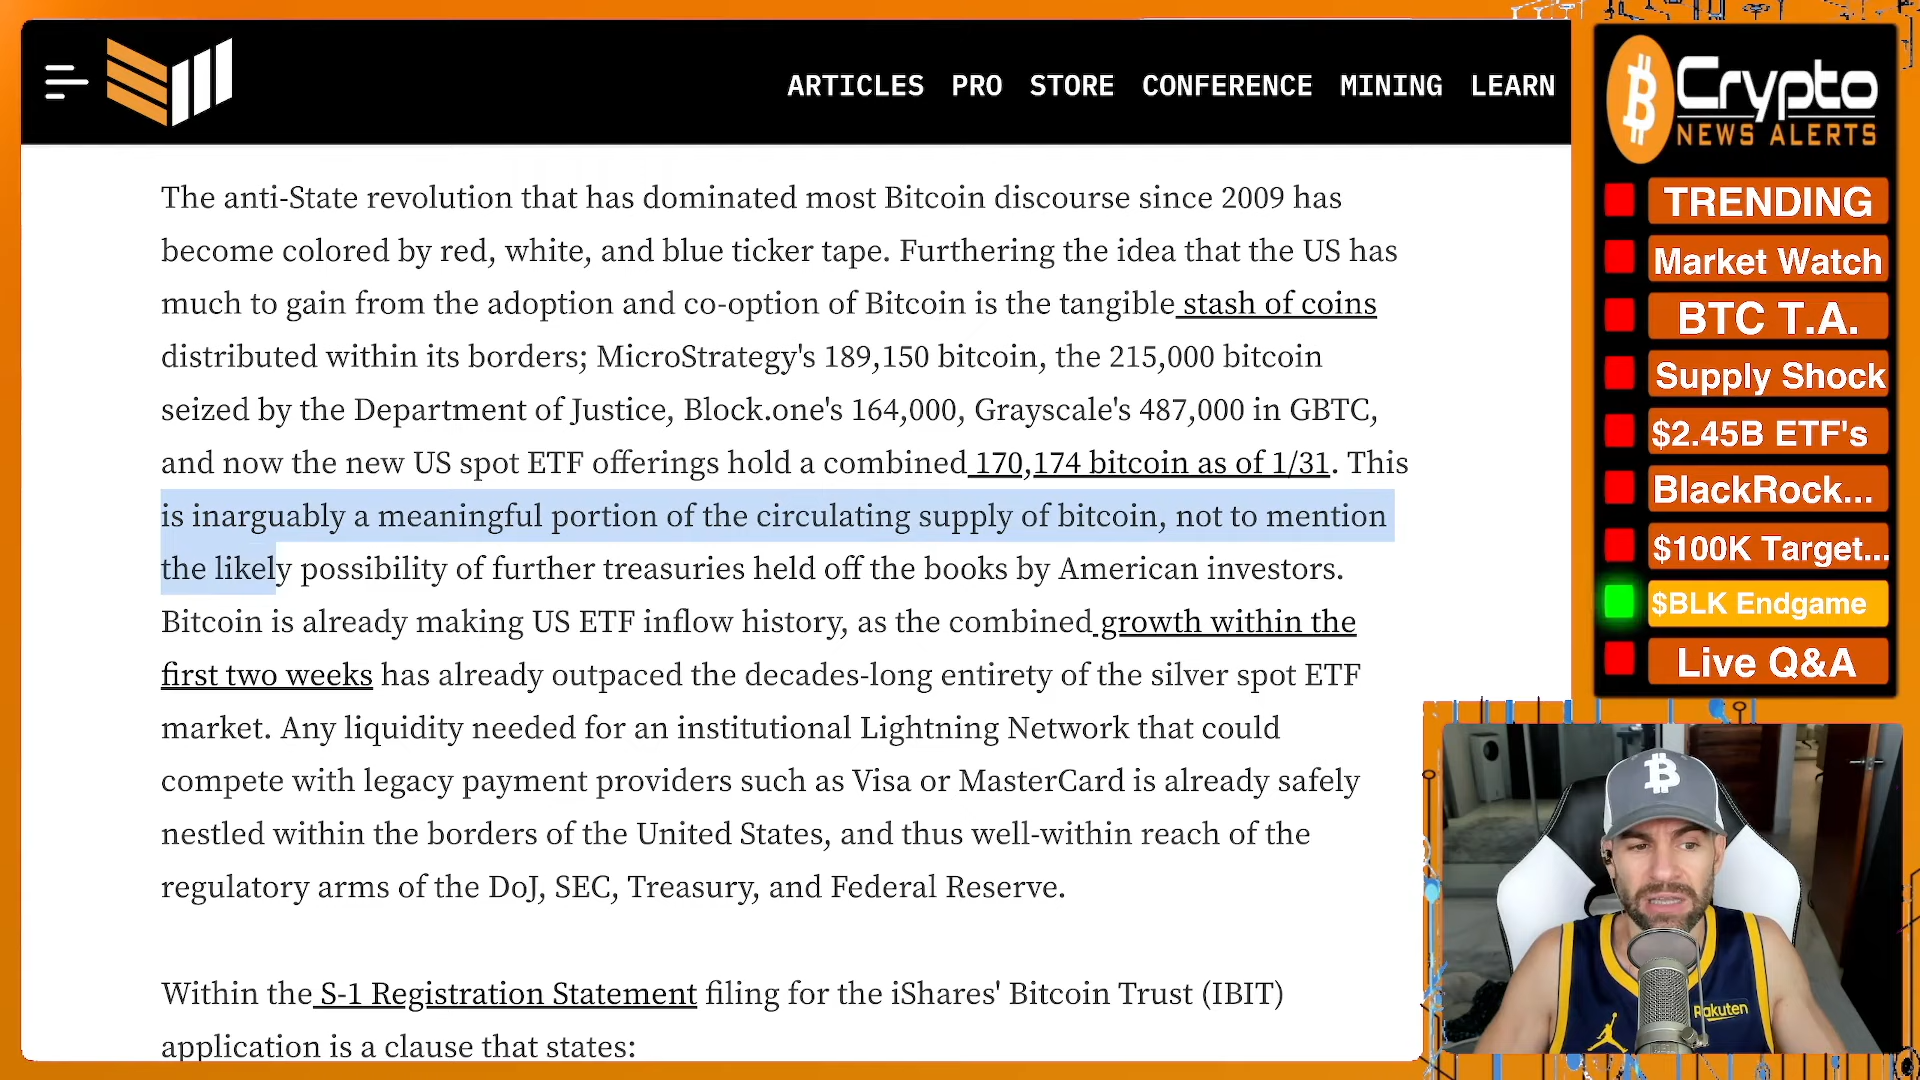 ARTICLES PRO STORE CONFERENCE MINING LEARN
The anti-State revolution that has dominated most Bitcoin discourse since 2009 has
become colored by red, white, and blue ticker tape. Furthering the idea that the US has
much to gain from the adoption and co-option of Bitcoin is the tangible stash of coins
distributed within its borders; MicroStrategy's 189,150 bitcoin, the 215,000 bitcoin
seized by the Department of Justice, Block.one's 164,000, Grayscale's 487,000 in GBTC,
and now the new US spot ETF offerings hold a combined 170,174 bitcoin as of 1/31. This
is inarguably a meaningful portion of the circulating supply of bitcoin, not to mention
the likely possibility of further treasuries held off the books by American investors.
Bitcoin is already making US ETF inflow history, as the combined growth within the
first two weeks has already outpaced the decades-long entirety of the silver spot ETF
market. Any liquidity needed for an institutional Lightning Network that could
compete with legacy payment providers such as Visa or MasterCard is already safely
nestled within the borders of the United States, and thus well-within reach of the
regulatory arms of the DoJ, SEC, Treasury, and Federal Reserve.
Within the S-1 Registration Statement filing for the iShares' Bitcoin Trust (IBIT)
application is a clause that states:
Crypto
NEWS ALERTS
TRENDING
Market Watch
BTC T.A.
Supply Shock
$2.45B ETF's
BlackRock...
$100K Target...
$BLK Endgame
Live Q&A
Rakuten